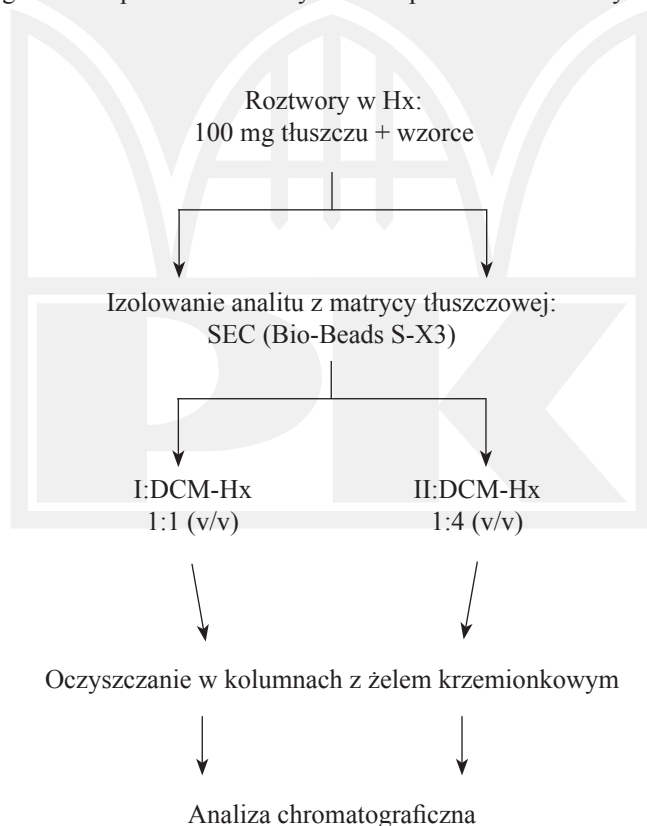 Roztwory w Hx:
100 mg tłuszczu + wzorce
Izolowanie analitu z matrycy tłuszczowej:
SEC (Bio-Beads S-X3)
I:DCM-Hx
1:1 (v/v)
II:DCM-Hx
1:4 (v/v)
Oczyszczanie w kolumnach z żelem krzemionkowym
Analiza chromatograficzna